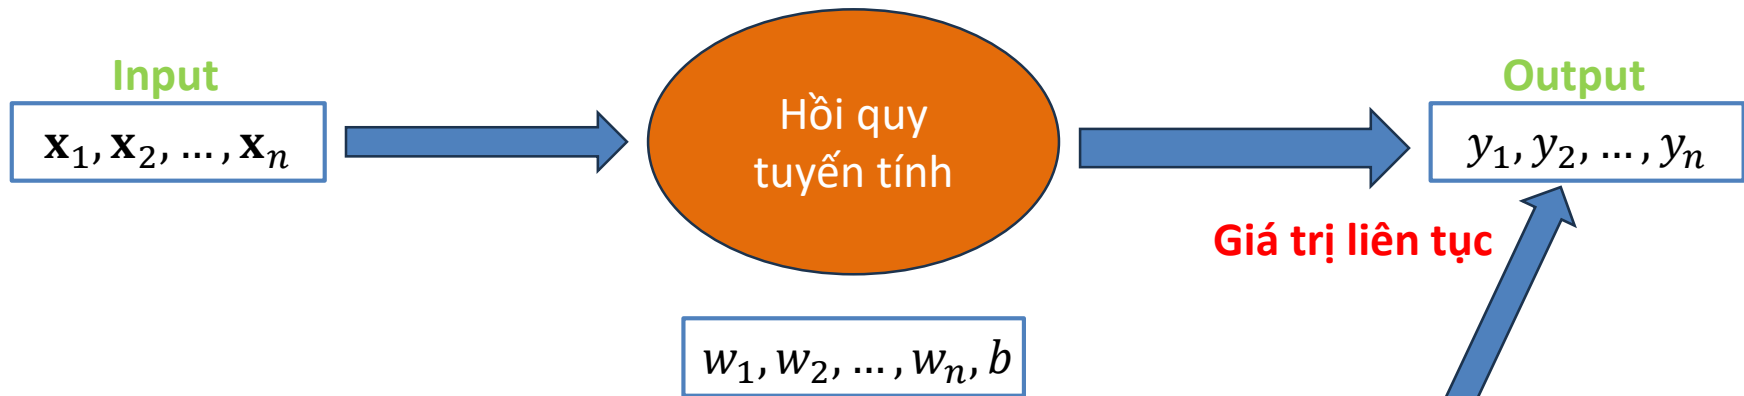 Input
𝐱₁, 𝐱₂, …, 𝐱ₙ
Hồi quy
tuyến tính
Output
𝑦₁, 𝑦₂, …, 𝑦ₙ
Giá trị liên tục
𝑤₁, 𝑤₂, …, 𝑤ₙ, 𝑏